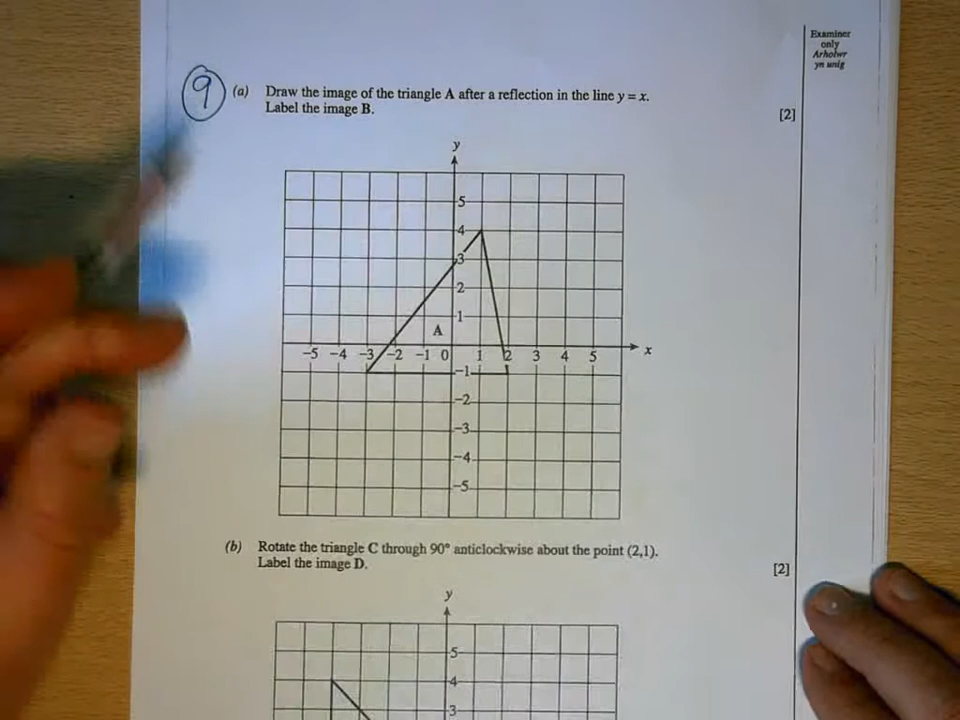 Examiner
only
Arholwr
yn unig
9
(a) Draw the image of the triangle A after a reflection in the line y = x.
Label the image B.
[2]
y
5
4
3
2
1
A
-5 -4 -3 -2 -1 0 1 2 3 4 5 x
-1
-2
-3
-4
-5
(b) Rotate the triangle C through 90° anticlockwise about the point (2,1).
Label the image D.
[2]
y
5
4
3